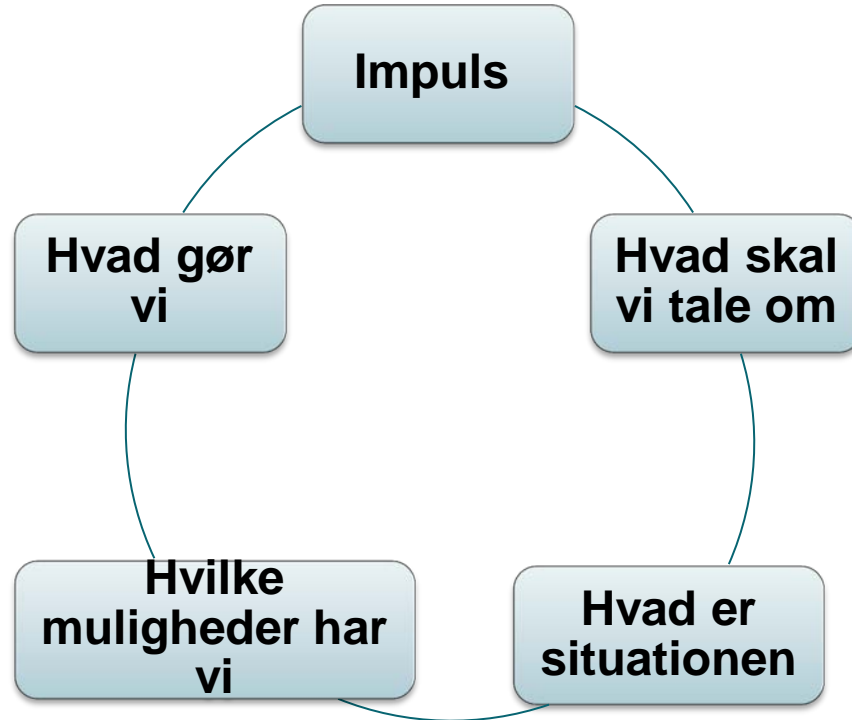 Impuls
Hvad skal
vi tale om
Hvad er
situationen
Hvilke
muligheder har
vi
Hvad gør
vi